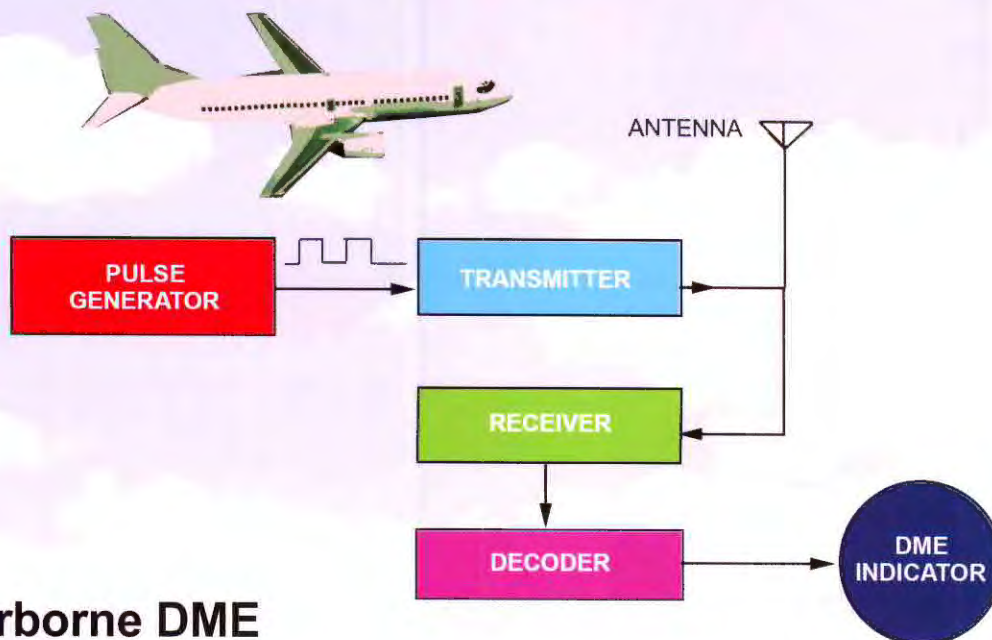 ANTENNA
PULSE
GENERATOR
TRANSMITTER
RECEIVER
DECODER
DME
INDICATOR
rborne DME